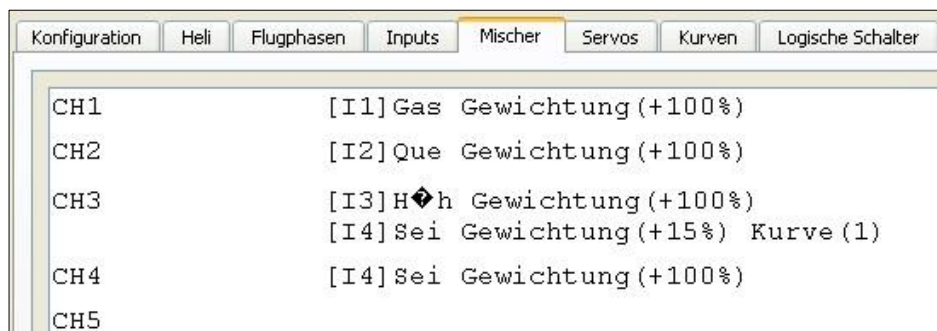 Konfiguration Heli Flugphasen Inputs Mischer Servos Kurven Logische Schalter
CH1 [I1]Gas Gewichtung(+100%)
CH2 [I2]Que Gewichtung(+100%)
CH3 [I3]H�h Gewichtung(+100%)
[I4]Sei Gewichtung(+15%) Kurve(1)
CH4 [I4]Sei Gewichtung(+100%)
CH5